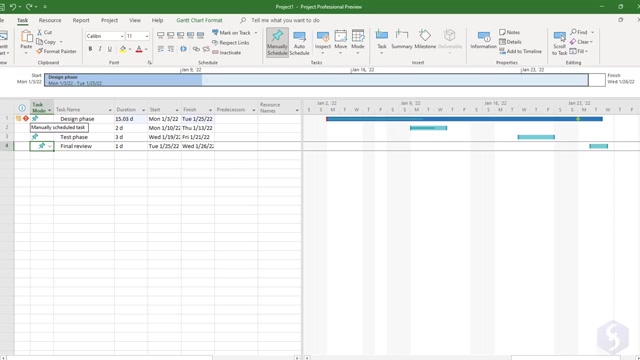 Project1 - Project Professional Preview
Task Resource Report Project View Help Gantt Chart Format Tell me what you want to do
Cut
Copy
Paste
Format Painter
Calibri 11
B I U
Mark on Track
Respect Links
Inactivate
Manually Schedule
Auto Schedule
Inspect Move Mode
Task Summary Milestone Deliverable
Information
Notes
Details
Add to Timeline
Scroll to Task
Find
Clear
Fill
View Clipboard Font Schedule Tasks Insert Properties Editing
Jan 9, '22 Jan 16, '22 Jan 23, '22
Start
Mon 1/3/22
Design phase
Mon 1/3/22 - Tue 1/25/22
Finish
Wed 1/26/22
Task Mode Task Name Duration Start Finish Predecessors Resource Names
Jan 2, '22 Jan 9, '22 Jan 16, '22 Jan 23, '22
S M T W T F S S M T W T F S S M T W T F S S M T W T F S
1 Design phase 15.03 d Mon 1/3/22 Tue 1/25/22
Manually scheduled task
2 2 d Mon 1/10/22 Thu 1/13/22
3 Test phase 3 d Wed 1/19/22 Fri 1/21/22
4 Final review 1 d Tue 1/25/22 Wed 1/26/22